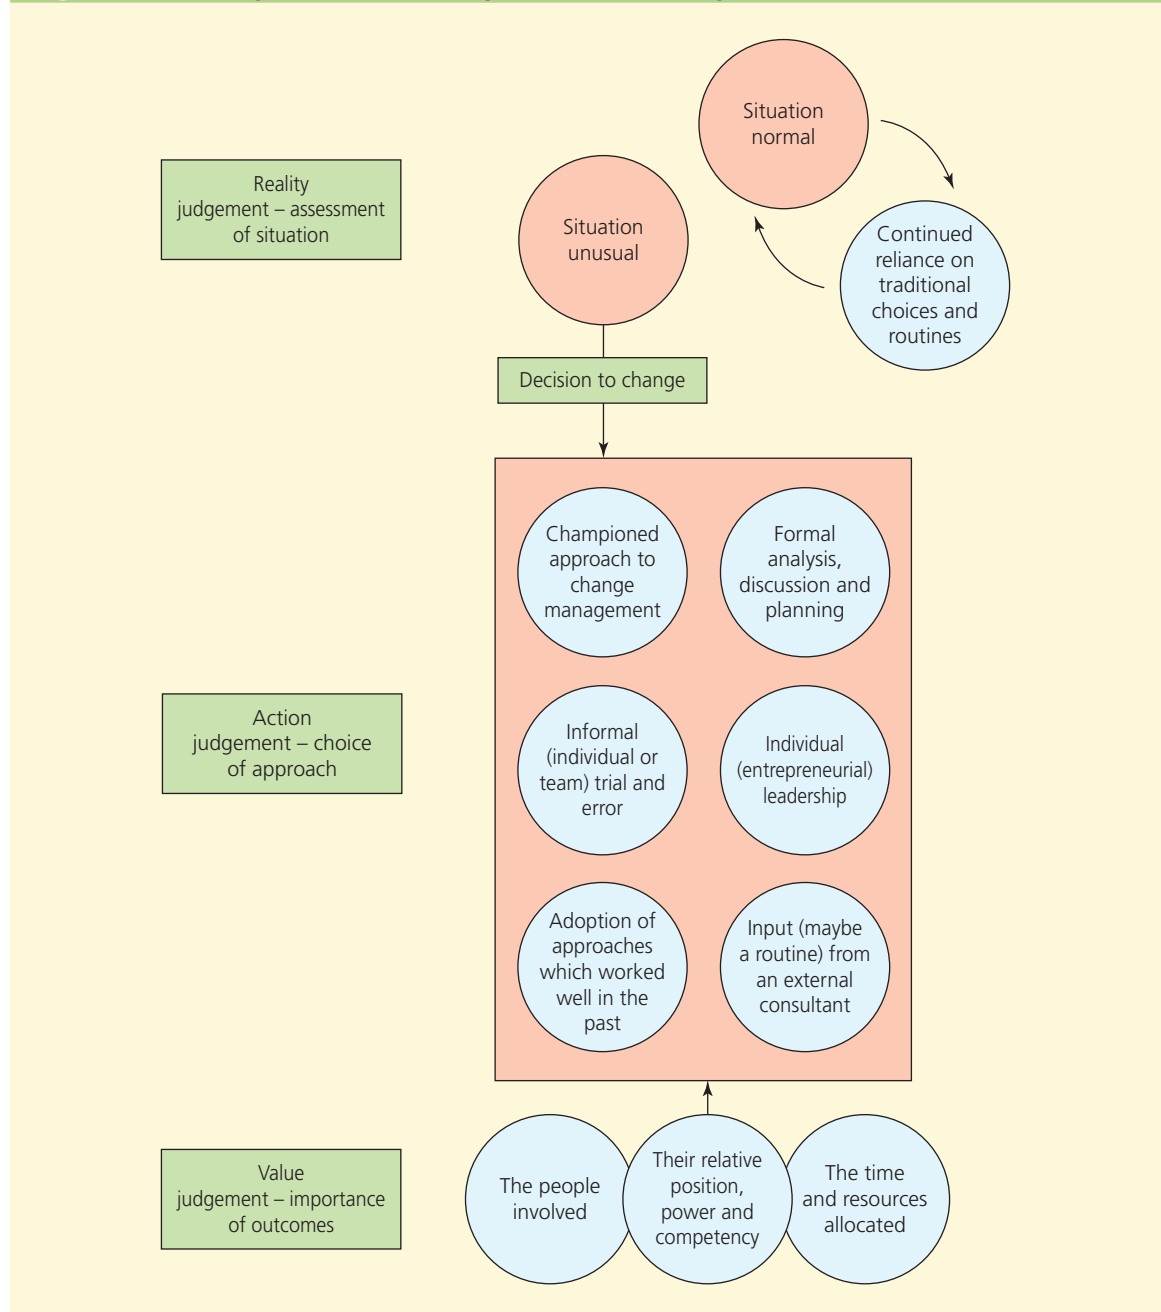 Situation
normal
Reality
judgement – assessment
of situation
Situation
unusual
Continued
reliance on
traditional
choices and
routines
Decision to change
Championed
approach to
change
management
Formal
analysis,
discussion and
planning
Action
judgement – choice
of approach
Informal
(individual or
team) trial and
error
Individual
(entrepreneurial)
leadership
Adoption of
approaches
which worked
well in the
past
Input (maybe
a routine) from
an external
consultant
Value
judgement – importance
of outcomes
The people
involved
Their relative
position,
power and
competency
The time
and resources
allocated